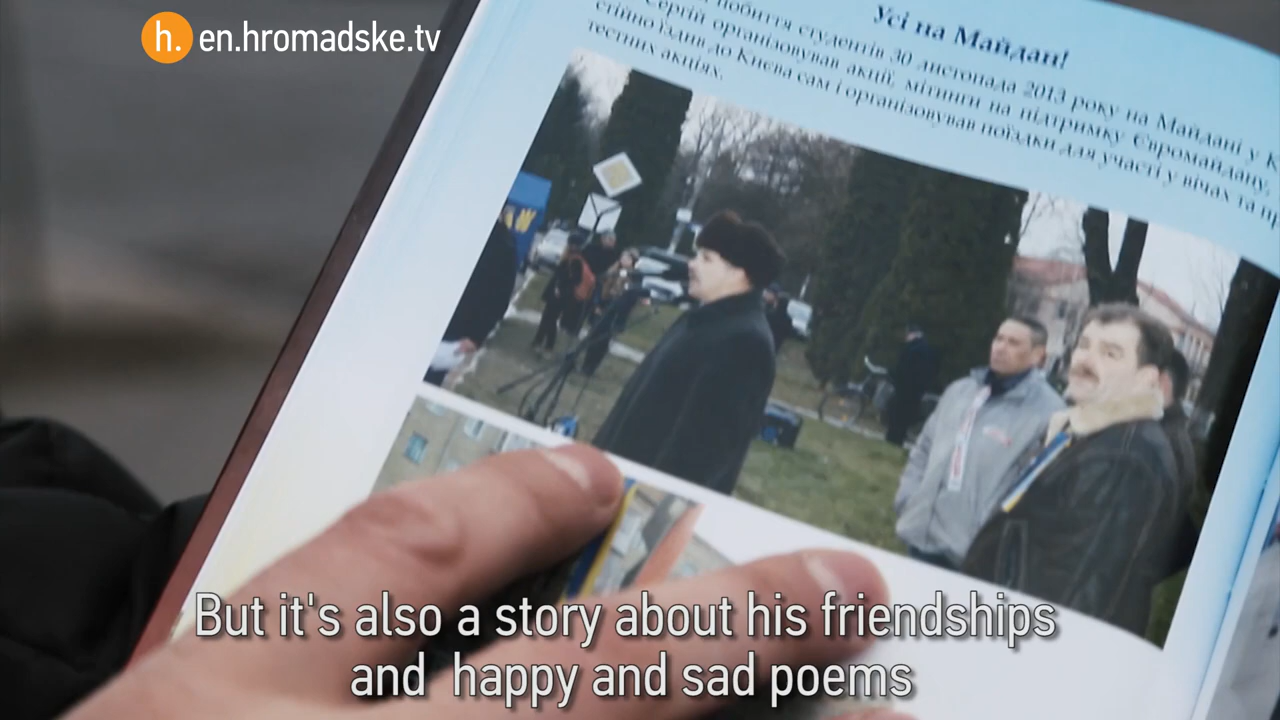 h. en.hromadske.tv
Усі на Майдан!
побиття студентів 30 листопада 2013 року на Майдані у
Сергій організовував акції, мітинги на підтримку Євромайдану,
стійно їздив до Києва сам і організовував поїздки для участі у вічах та
тестних акціях.
But it's also a story about his friendships
and happy and sad poems